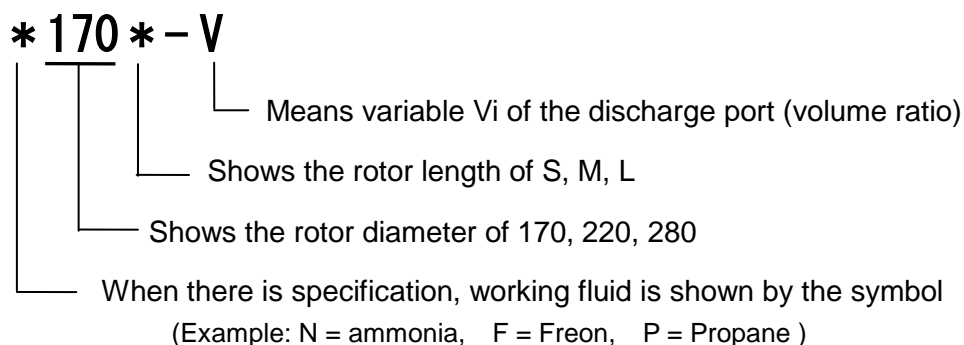 *170*-V
Means variable Vi of the discharge port (volume ratio)
Shows the rotor length of S, M, L
Shows the rotor diameter of 170, 220, 280
When there is specification, working fluid is shown by the symbol
(Example: N = ammonia, F = Freon, P = Propane )